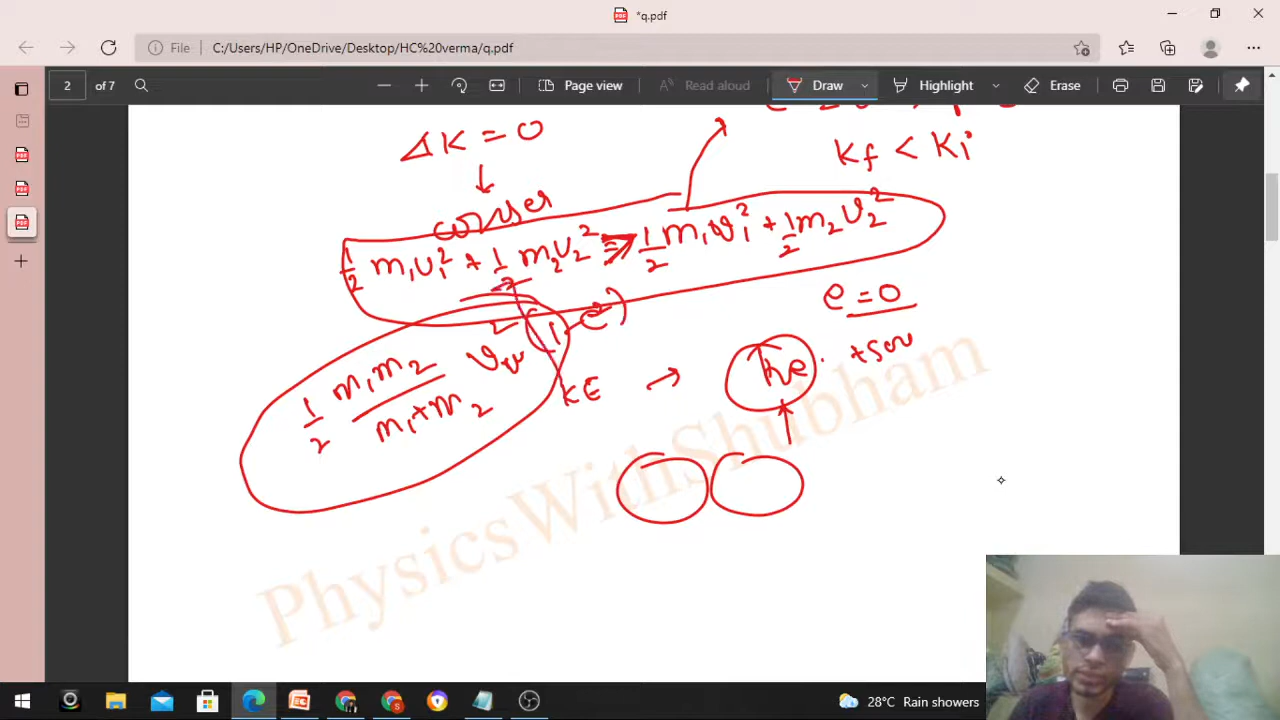 *q.pdf
File C:/Users/HP/OneDrive/Desktop/HC%20verma/q.pdf
2 of 7 Page view Read aloud Draw Highlight Erase
ΔK = 0
Kf < Ki
conser
1/2 m₁u₁² + 1/2 m₂u₂² = 1/2 m₁v₁² + 1/2 m₂v₂²
e = 0
1/2 m₁m₂/(m₁+m₂) (1-e²)
KE → he
PhysicsWithShubham
28°C Rain showers